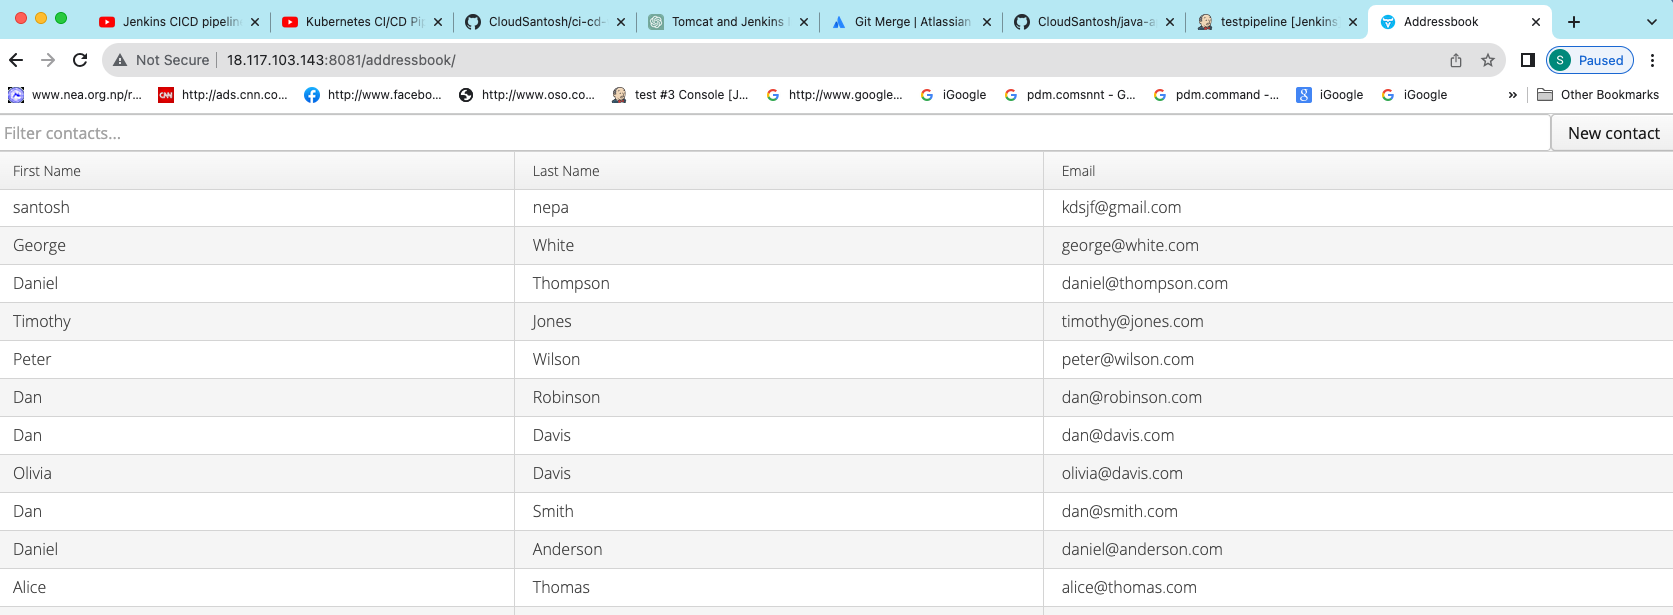 Jenkins CICD pipelin Kubernetes CI/CD Pip CloudSantosh/ci-cd- Tomcat and Jenkins Git Merge | Atlassian CloudSantosh/java-a testpipeline [Jenkins] Addressbook
Not Secure 18.117.103.143:8081/addressbook/ S Paused
www.nea.org.np/r... CNN http://ads.cnn.co... http://www.facebo... http://www.oso.co... test #3 Console [J... http://www.google... iGoogle pdm.comsnnt - G... pdm.command -... iGoogle iGoogle » Other Bookmarks
Filter contacts... New contact
First Name Last Name Email
santosh nepa kdsjf@gmail.com
George White george@white.com
Daniel Thompson daniel@thompson.com
Timothy Jones timothy@jones.com
Peter Wilson peter@wilson.com
Dan Robinson dan@robinson.com
Dan Davis dan@davis.com
Olivia Davis olivia@davis.com
Dan Smith dan@smith.com
Daniel Anderson daniel@anderson.com
Alice Thomas alice@thomas.com